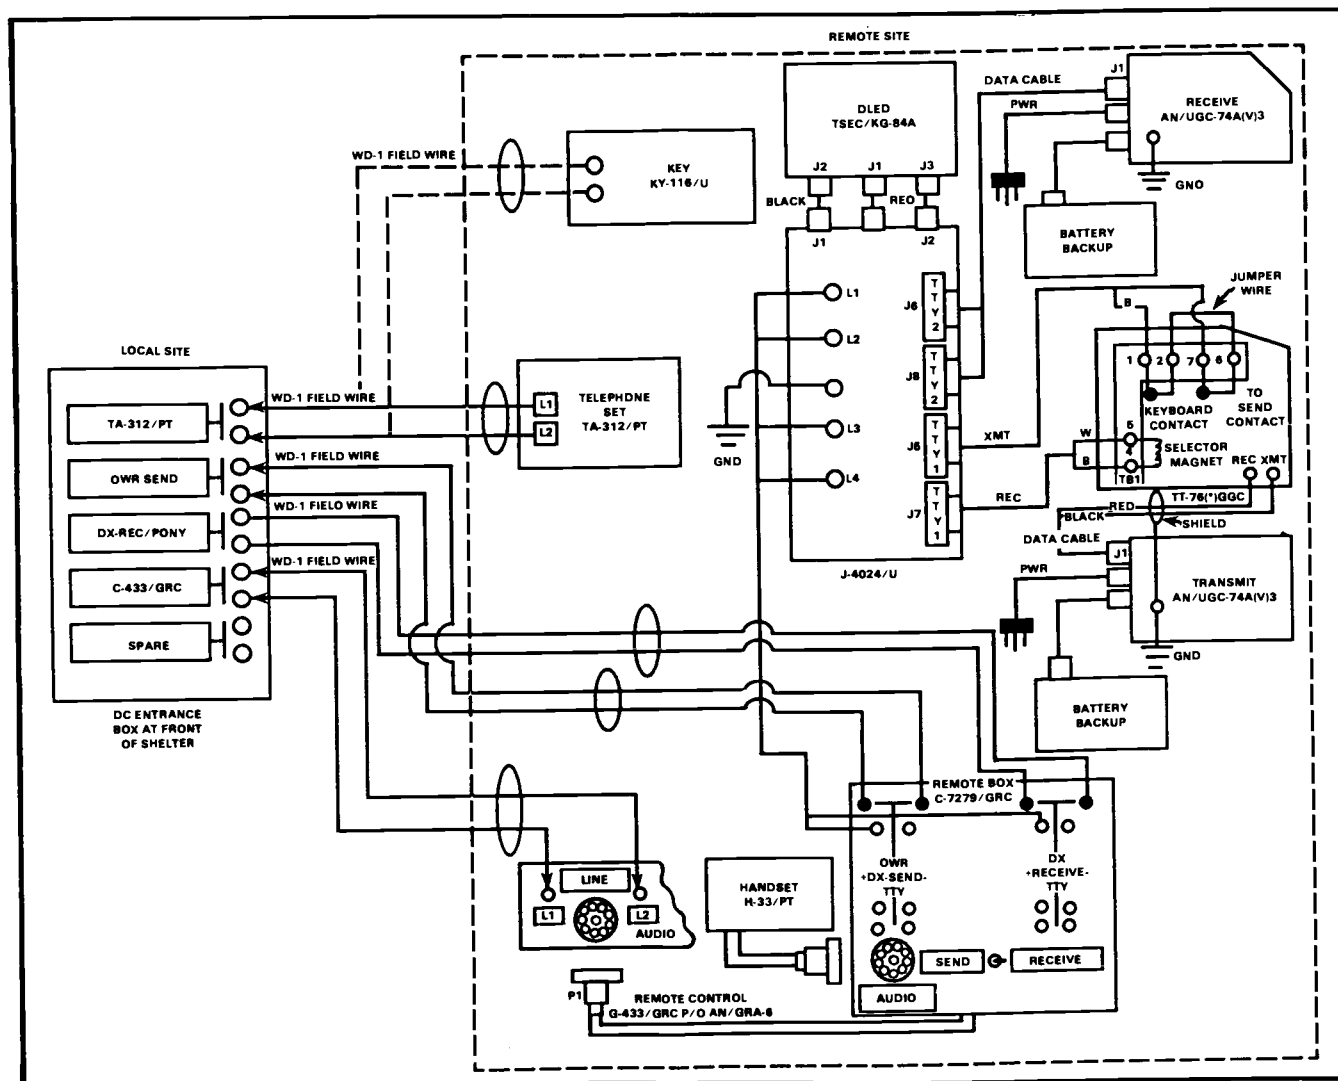 REMOTE SITE
DLED
TSEC/KG-84A
J2
J1
J3
BLACK
REO
J1
J2
DATA CABLE
J1
PWR
RECEIVE
AN/UGC-74A(V)3
GNO
BATTERY
BACKUP
WD-1 FIELD WIRE
KEY
KY-116/U
L1
L2
L3
L4
GND
J6
TTY2
J8
TTY2
J6
TTY1
J7
TTY1
J-4024/U
XMT
REC
JUMPER
WIRE
B
1
2
7
6
KEYBOARD
CONTACT
TO
SEND
CONTACT
W
B
5
4
TB1
SELECTOR
MAGNET
REC XMT
TT-76(*)GGC
RED
BLACK
SHIELD
DATA CABLE
J1
PWR
TRANSMIT
AN/UGC-74A(V)3
GND
BATTERY
BACKUP
LOCAL SITE
TA-312/PT
OWR SEND
DX-REC/PONY
C-433/GRC
SPARE
DC ENTRANCE
BOX AT FRONT
OF SHELTER
WD-1 FIELD WIRE
WD-1 FIELD WIRE
WD-1 FIELO WIRE
WD-1 FIELD WIRE
L1
L2
TELEPHDNE
SET
TA-312/PT
LINE
L1
L2
AUDIO
HANDSET
H-33/PT
P1
REMOTE CONTROL
G-433/GRC P/O AN/GRA-6
REMOTE BOX
C-7279/GRC
OWR
+DX-SEND-
TTY
DX
+RECEIVE-
TTY
SEND
RECEIVE
AUDIO